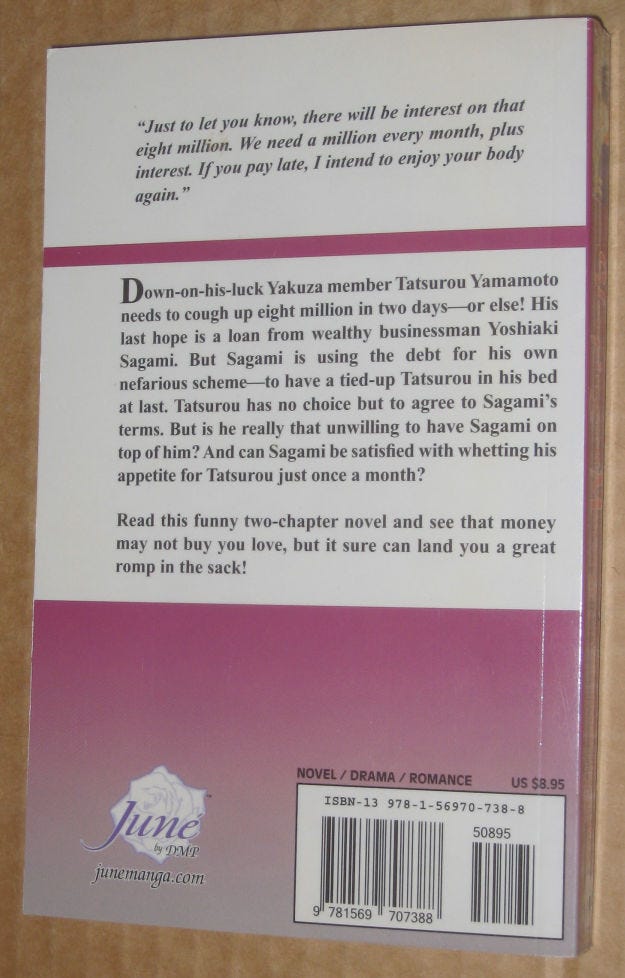 “Just to let you know, there will be interest on that
eight million. We need a million every month, plus
interest. If you pay late, I intend to enjoy your body
again.”
Down-on-his-luck Yakuza member Tatsurou Yamamoto
needs to cough up eight million in two days—or else! His
last hope is a loan from wealthy businessman Yoshiaki
Sagami. But Sagami is using the debt for his own
nefarious scheme—to have a tied-up Tatsurou in his bed
at last. Tatsurou has no choice but to agree to Sagami’s
terms. But is he really that unwilling to have Sagami on
top of him? And can Sagami be satisfied with whetting his
appetite for Tatsurou just once a month?
Read this funny two-chapter novel and see that money
may not buy you love, but it sure can land you a great
romp in the sack!
Juné™
by DMP
junemanga.com
NOVEL / DRAMA / ROMANCE US $8.95
ISBN-13 978-1-56970-738-8
50895
9 781569 707388